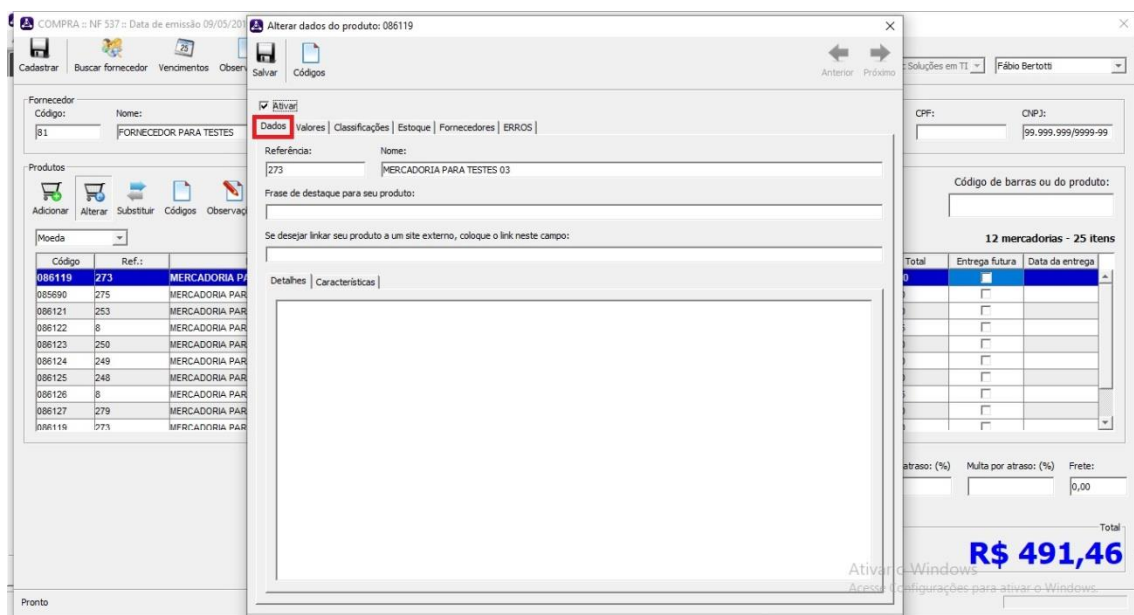 COMPRA :: NF 537 :: Data de emissão 09/05/201
Cadastrar Buscar fornecedor Vencimentos Observ
25
:: Soluções em TI Fábio Bertotti
Fornecedor
Código: Nome: CPF: CNPJ:
81 FORNECEDOR PARA TESTES 99.999.999/9999-99
Produtos
Adicionar Alterar Substituir Códigos Observaç
Código de barras ou do produto:
Moeda
12 mercadorias - 25 itens
Código Ref.: Total Entrega futura Data da entrega
086119 273 MERCADORIA PA
085690 275 MERCADORIA PAR
086121 253 MERCADORIA PAR
086122 8 MERCADORIA PAR
086123 250 MERCADORIA PAR
086124 249 MERCADORIA PAR
086125 248 MERCADORIA PAR
086126 8 MERCADORIA PAR
086127 279 MERCADORIA PAR
086119 273 MERCADORIA PAR
atraso: (%) Multa por atraso: (%) Frete:
0,00
Total
R$ 491,46
Pronto
Alterar dados do produto: 086119
Salvar Códigos Anterior Próximo
Ativar
Dados Valores Classificações Estoque Fornecedores ERROS
Referência: Nome:
273 MERCADORIA PARA TESTES 03
Frase de destaque para seu produto:
Se desejar linkar seu produto a um site externo, coloque o link neste campo:
Detalhes Características
Ativar o Windows
Acesse Configurações para ativar o Windows.